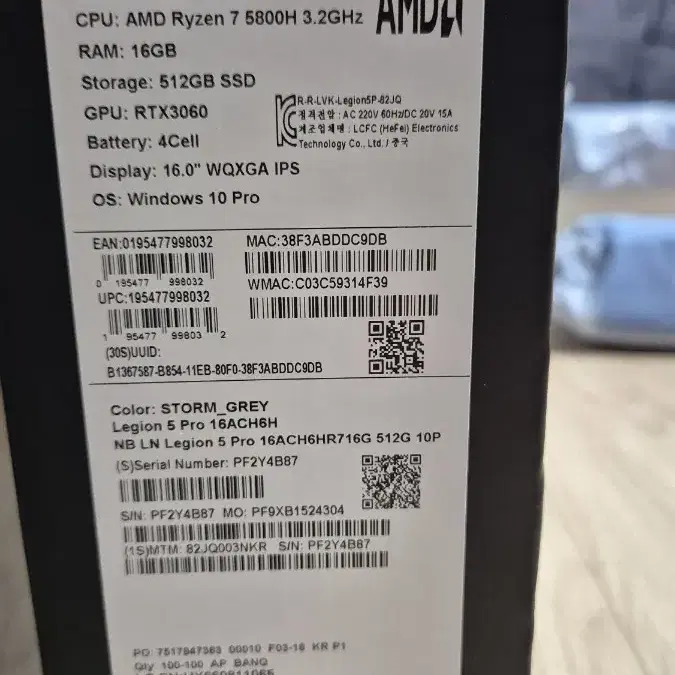 CPU: AMD Ryzen 7 5800H 3.2GHz
AMD
RAM: 16GB
Storage: 512GB SSD
GPU: RTX3060
Battery: 4Cell
Display: 16.0" WQXGA IPS
OS: Windows 10 Pro
R-R-LVK-Legion5P-82JQ
정격전압 : AC 220V 60Hz/DC 20V 15A
제조업체명 : LCFC (HeFei) Electronics
Technology Co., Ltd. / 중국
EAN:0195477998032
0 195477 998032
UPC:195477998032
1 95477 99803 2
MAC:38F3ABDDC9DB
WMAC:C03C59314F39
(30S)UUID:
B1367587-B854-11EB-80F0-38F3ABDDC9DB
Color: STORM_GREY
Legion 5 Pro 16ACH6H
NB LN Legion 5 Pro 16ACH6HR716G 512G 10P
(S)Serial Number: PF2Y4B87
S/N: PF2Y4B87 MO: PF9XB1524304
(1S)MTM: 82JQ003NKR S/N: PF2Y4B87
PO: 7517847363 00010 F03-16 KR P1
Qty 100-100 AP BANQ